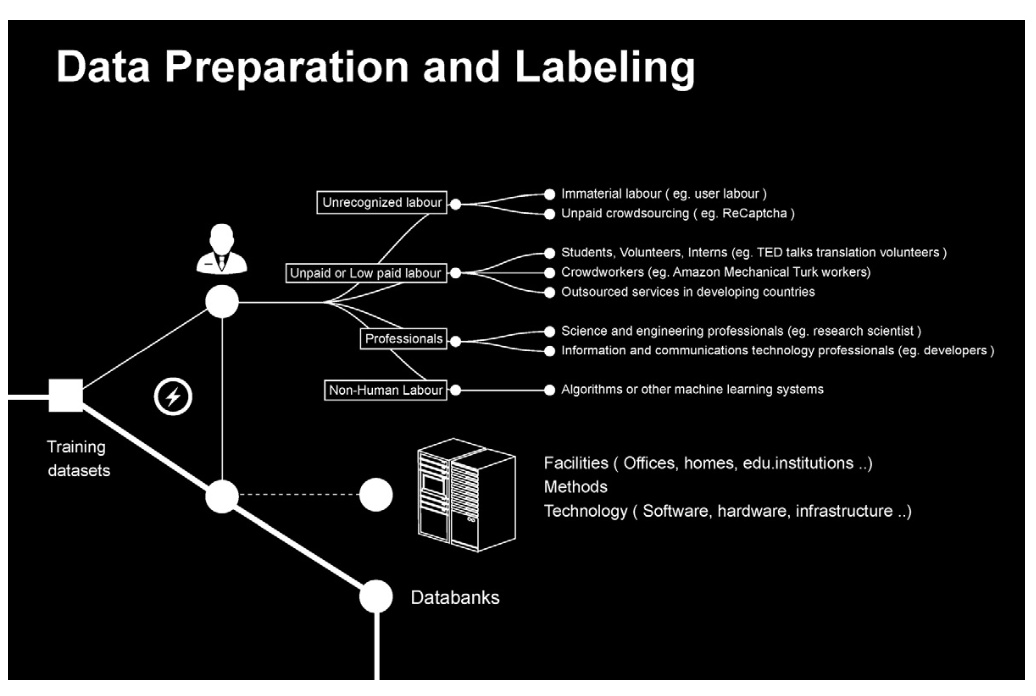 Data Preparation and Labeling
Unrecognized labour
Immaterial labour ( eg. user labour )
Unpaid crowdsourcing ( eg. ReCaptcha )
Unpaid or Low paid labour
Students, Volunteers, Interns (eg. TED talks translation volunteers )
Crowdworkers (eg. Amazon Mechanical Turk workers)
Outsourced services in developing countries
Professionals
Science and engineering professionals (eg. research scientist )
Information and communications technology professionals (eg. developers )
Non-Human Labour
Algorithms or other machine learning systems
Training
datasets
Facilities ( Offices, homes, edu.institutions ..)
Methods
Technology ( Software, hardware, infrastructure ..)
Databanks